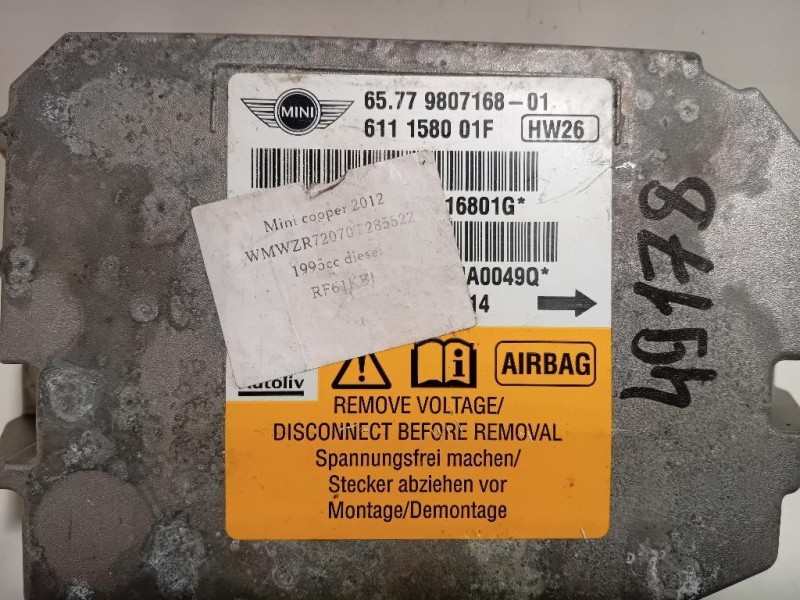 MINI
65.77 9807168-01
611 1580 01F HW26
16801G*
A0049Q*
14
Mini cooper 2012
WMWZR72070T285522
1995cc diesel
RF61KBJ
Autoliv
AIRBAG
REMOVE VOLTAGE/
DISCONNECT BEFORE REMOVAL
Spannungsfrei machen/
Stecker abziehen vor
Montage/Demontage
49178